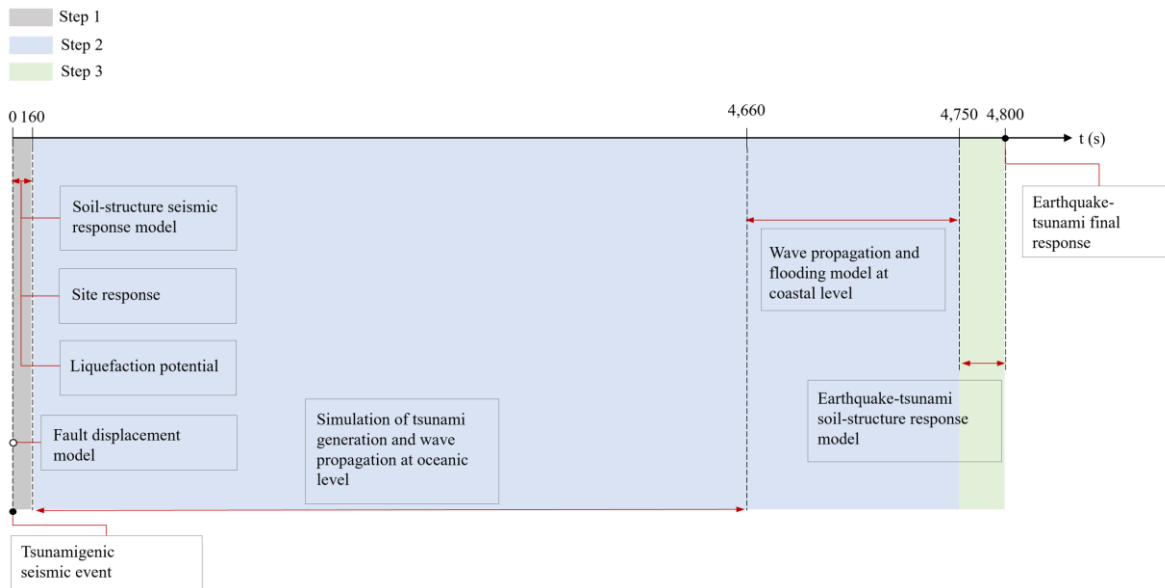 Step 1
Step 2
Step 3
0 160
4,660
4,750
4,800
t (s)
Soil-structure seismic
response model
Site response
Liquefaction potential
Fault displacement
model
Simulation of tsunami
generation and wave
propagation at oceanic
level
Wave propagation and
flooding model at
coastal level
Earthquake-tsunami
soil-structure response
model
Earthquake-
tsunami final
response
Tsunamigenic
seismic event